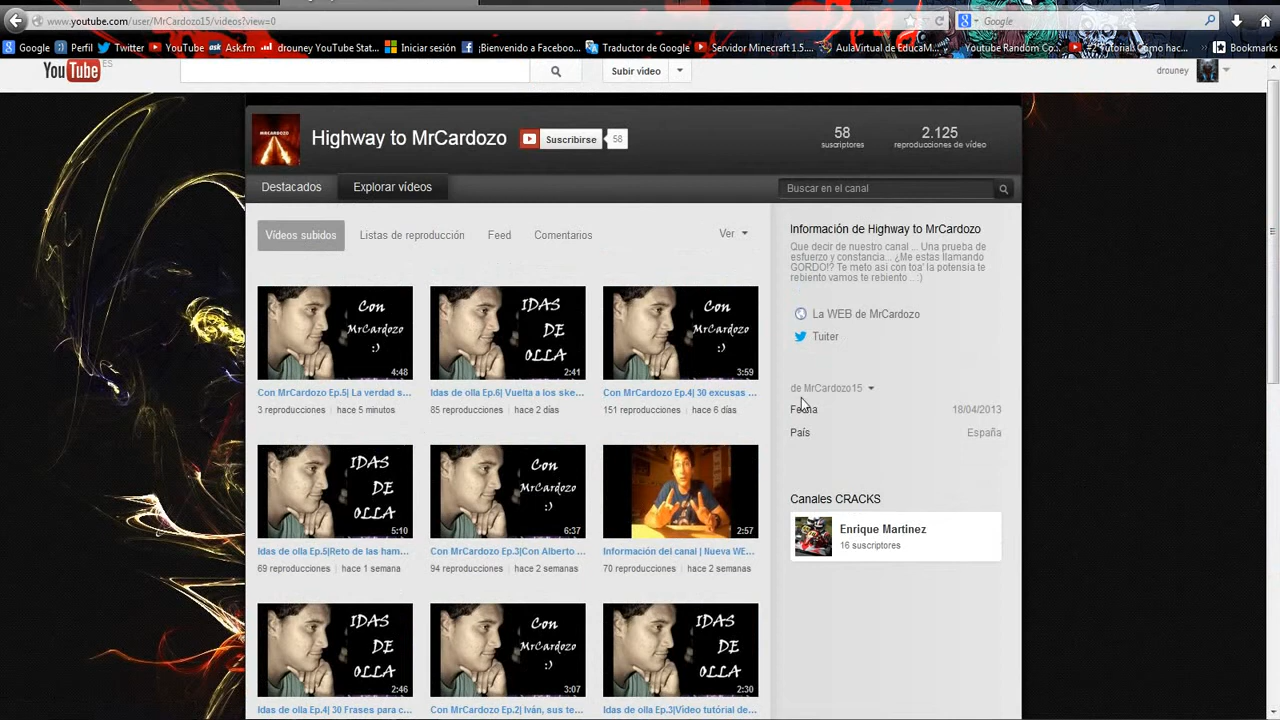 www.youtube.com/user/MrCardozo15/videos?view=0
Google
Google
Perfil
Twitter
YouTube
ask Ask.fm
drouney YouTube Stat...
Iniciar sesión
¡Bienvenido a Faceboo...
Traductor de Google
Servidor Minecraft 1.5....
AulaVirtual de EducaM...
Youtube Random Co...
Tutorial: Como hac...
Bookmarks
YouTube ES
Subir vídeo
drouney
MRCARDOZO
Highway to MrCardozo
Suscribirse
58
58
suscriptores
2.125
reproducciones de vídeo
Destacados
Explorar vídeos
Buscar en el canal
Vídeos subidos
Listas de reproducción
Feed
Comentarios
Ver
Con
MrCardozo
:)
4:48
Con MrCardozo Ep.5| La verdad s...
3 reproducciones
hace 5 minutos
IDAS
DE
OLLA
2:41
Idas de olla Ep.6| Vuelta a los ske...
85 reproducciones
hace 2 días
Con
MrCardozo
:)
3:59
Con MrCardozo Ep.4| 30 excusas ...
151 reproducciones
hace 6 días
IDAS
DE
OLLA
5:10
Idas de olla Ep.5|Reto de las ham...
69 reproducciones
hace 1 semana
Con
MrCardozo
:)
6:37
Con MrCardozo Ep.3|Con Alberto ...
94 reproducciones
hace 2 semanas
2:57
Información del canal | Nueva WE...
70 reproducciones
hace 2 semanas
IDAS
DE
OLLA
2:46
Idas de olla Ep.4| 30 Frases para c...
Con
MrCardozo
:)
3:07
Con MrCardozo Ep.2| Iván, sus te...
IDAS
DE
OLLA
2:30
Idas de olla Ep.3|Vídeo tutórial de...
Información de Highway to MrCardozo
Que decir de nuestro canal ... Una prueba de
esfuerzo y constancia... ¿Me estas llamando
GORDO!? Te meto asi con toa' la potensia te
rebiento vamos te rebiento .. :)
La WEB de MrCardozo
Tuiter
de MrCardozo15
Fecha
18/04/2013
País
España
Canales CRACKS
Enrique Martinez
16 suscriptores